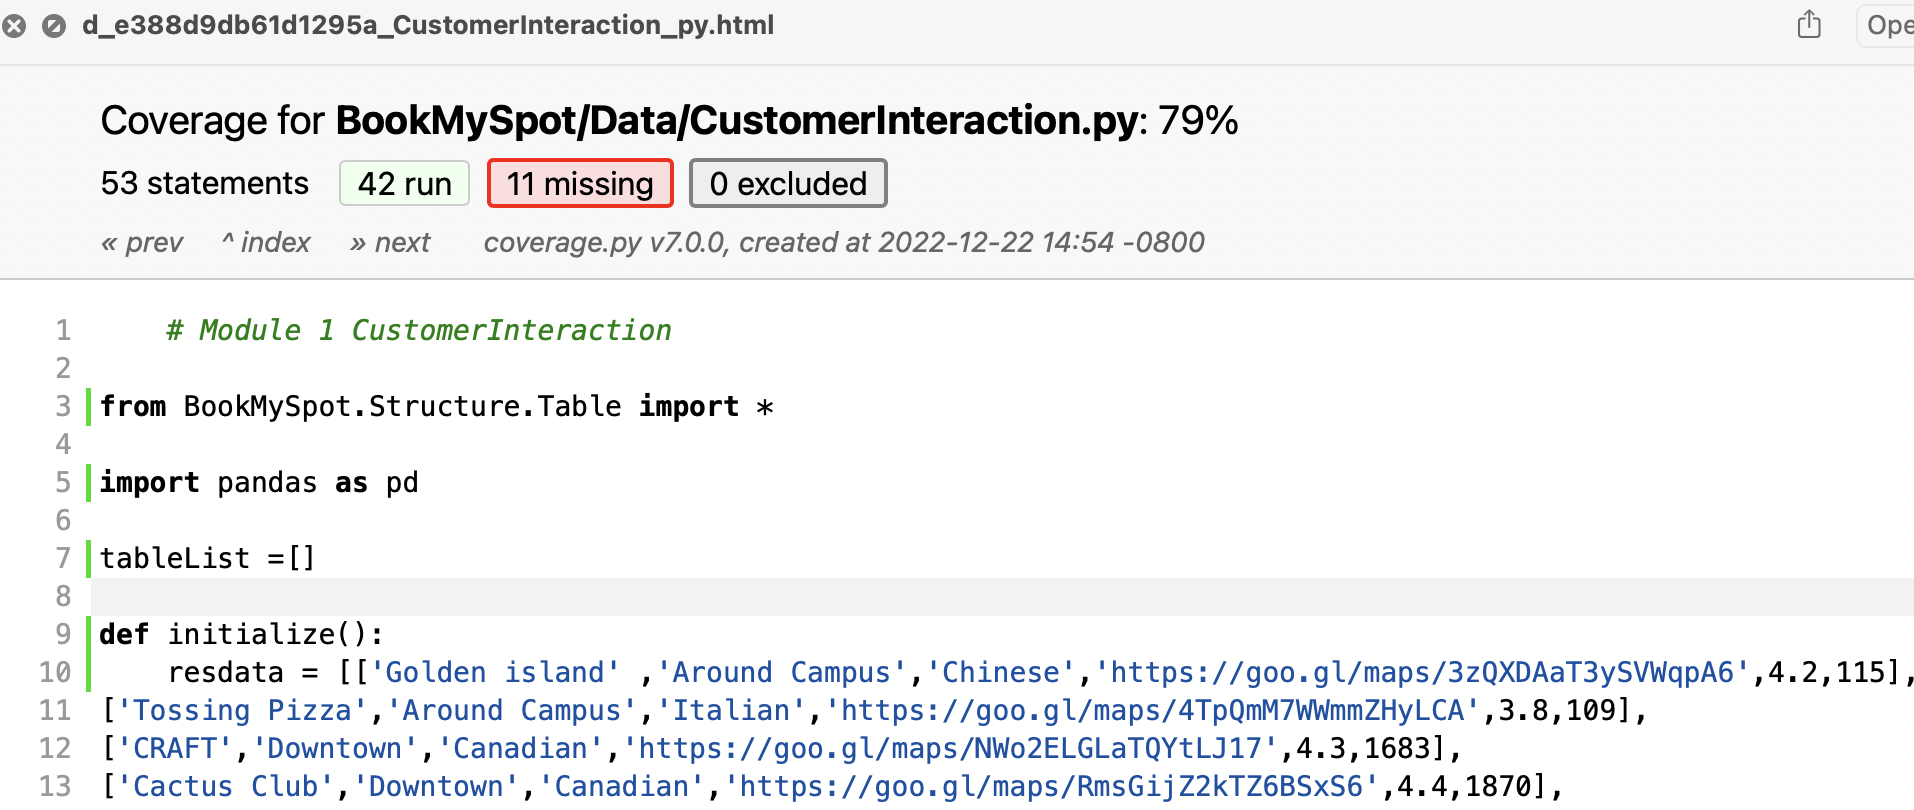 d_e388d9db61d1295a_CustomerInteraction_py.html
Coverage for BookMySpot/Data/CustomerInteraction.py: 79%
53 statements 42 run 11 missing 0 excluded
« prev ^ index » next coverage.py v7.0.0, created at 2022-12-22 14:54 -0800
1 # Module 1 CustomerInteraction
2
3 from BookMySpot.Structure.Table import *
4
5 import pandas as pd
6
7 tableList =[]
8
9 def initialize():
10 resdata = [['Golden island' ,'Around Campus','Chinese','https://goo.gl/maps/3zQXDAaT3ySVWqpA6',4.2,115],
11 ['Tossing Pizza','Around Campus','Italian','https://goo.gl/maps/4TpQmM7WWmmZHyLCA',3.8,109],
12 ['CRAFT','Downtown','Canadian','https://goo.gl/maps/NWo2ELGLaTQYtLJ17',4.3,1683],
13 ['Cactus Club','Downtown','Canadian','https://goo.gl/maps/RmsGijZ2kTZ6BSxS6',4.4,1870],